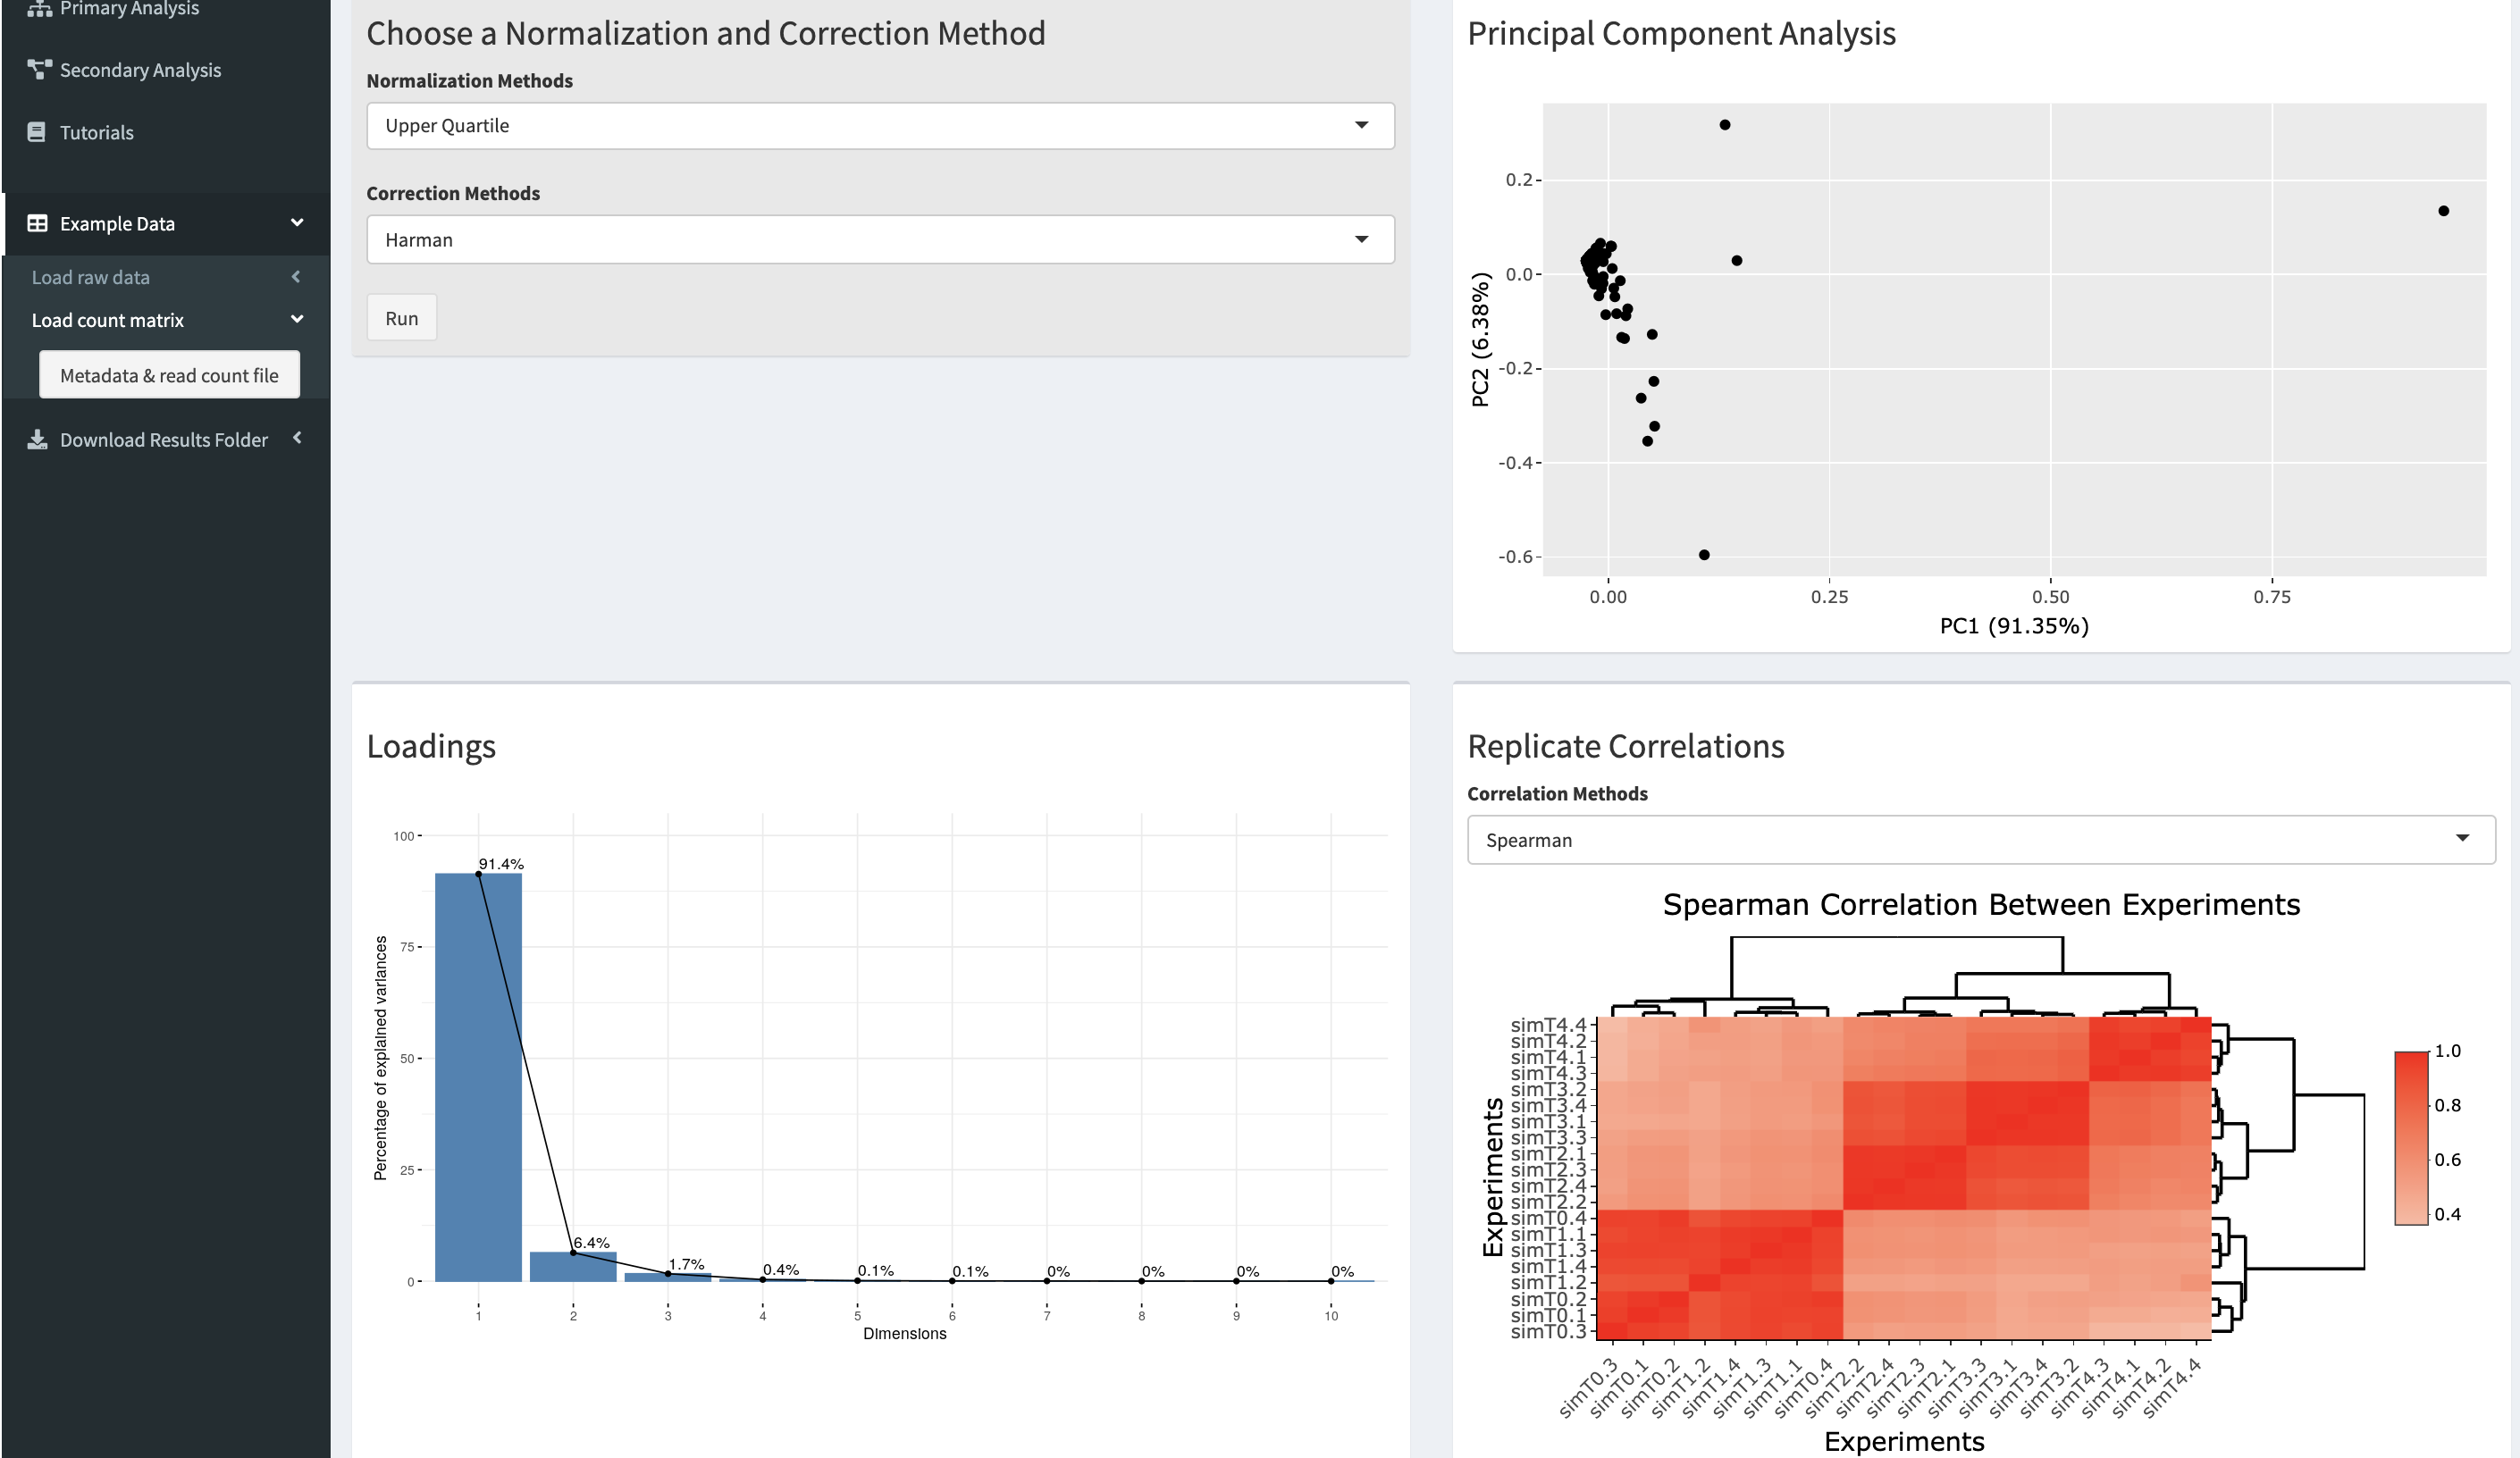 Primary Analysis
Secondary Analysis
Tutorials
Example Data
Load raw data
Load count matrix
Metadata & read count file
Download Results Folder
Choose a Normalization and Correction Method
Normalization Methods
Upper Quartile
Correction Methods
Harman
Run
Principal Component Analysis
0.2
0.0
-0.2
-0.4
-0.6
PC2 (6.38%)
0.00 0.25 0.50 0.75
PC1 (91.35%)
Loadings
100
75
50
25
0
Percentage of explained variances
91.4%
6.4%
1.7%
0.4%
0.1%
0.1%
0%
0%
0%
0%
1 2 3 4 5 6 7 8 9 10
Dimensions
Replicate Correlations
Correlation Methods
Spearman
Spearman Correlation Between Experiments
simT4.4
simT4.2
simT4.1
simT4.3
simT3.2
simT3.4
simT3.1
simT3.3
simT2.1
simT2.3
simT2.4
simT2.2
simT0.4
simT1.1
simT1.3
simT1.4
simT1.2
simT0.2
simT0.1
simT0.3
Experiments
1.0
0.8
0.6
0.4
simT0.3 simT0.1 simT0.2 simT1.2 simT1.4 simT1.3 simT1.1 simT0.4 simT2.2 simT2.4 simT2.3 simT2.1 simT3.3 simT3.1 simT3.4 simT3.2 simT4.3 simT4.1 simT4.2 simT4.4
Experiments